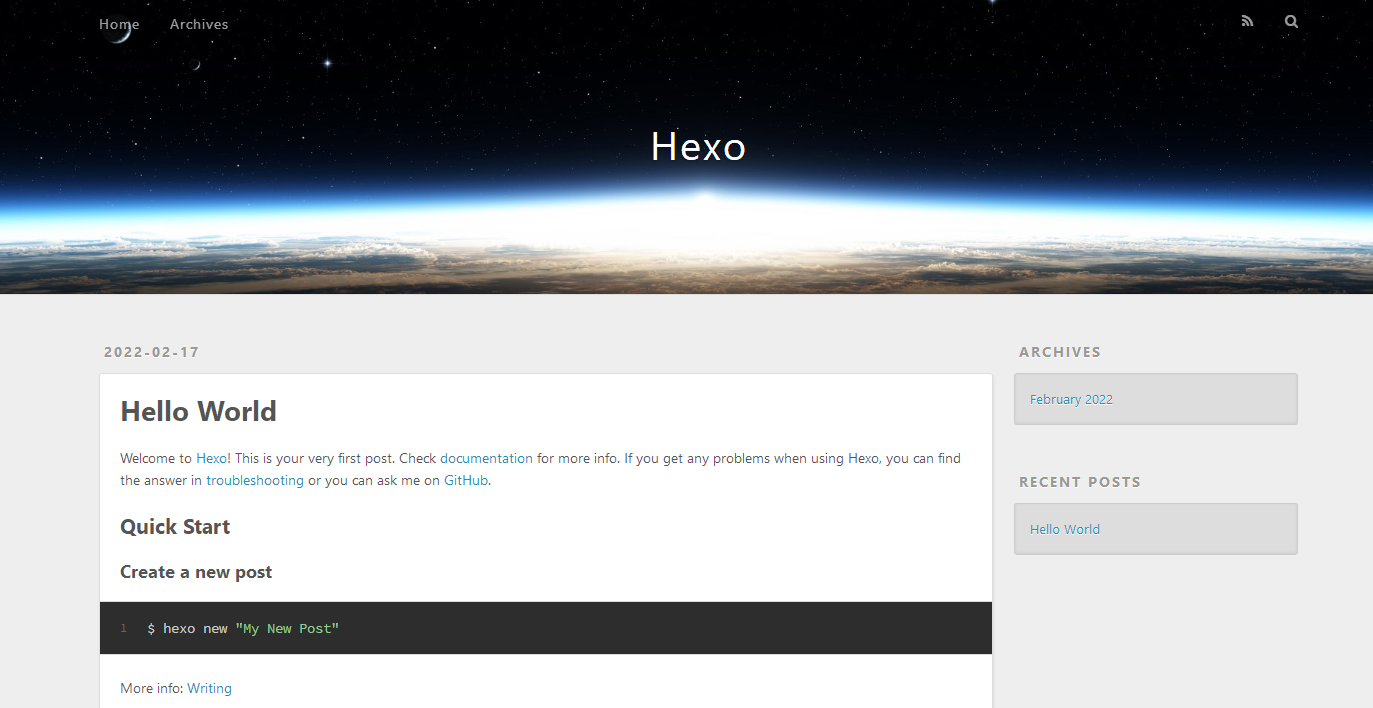 Home Archives
Hexo
2022-02-17
Hello World
Welcome to Hexo! This is your very first post. Check documentation for more info. If you get any problems when using Hexo, you can find
the answer in troubleshooting or you can ask me on GitHub.
Quick Start
Create a new post
1 $ hexo new "My New Post"
More info: Writing
ARCHIVES
February 2022
RECENT POSTS
Hello World